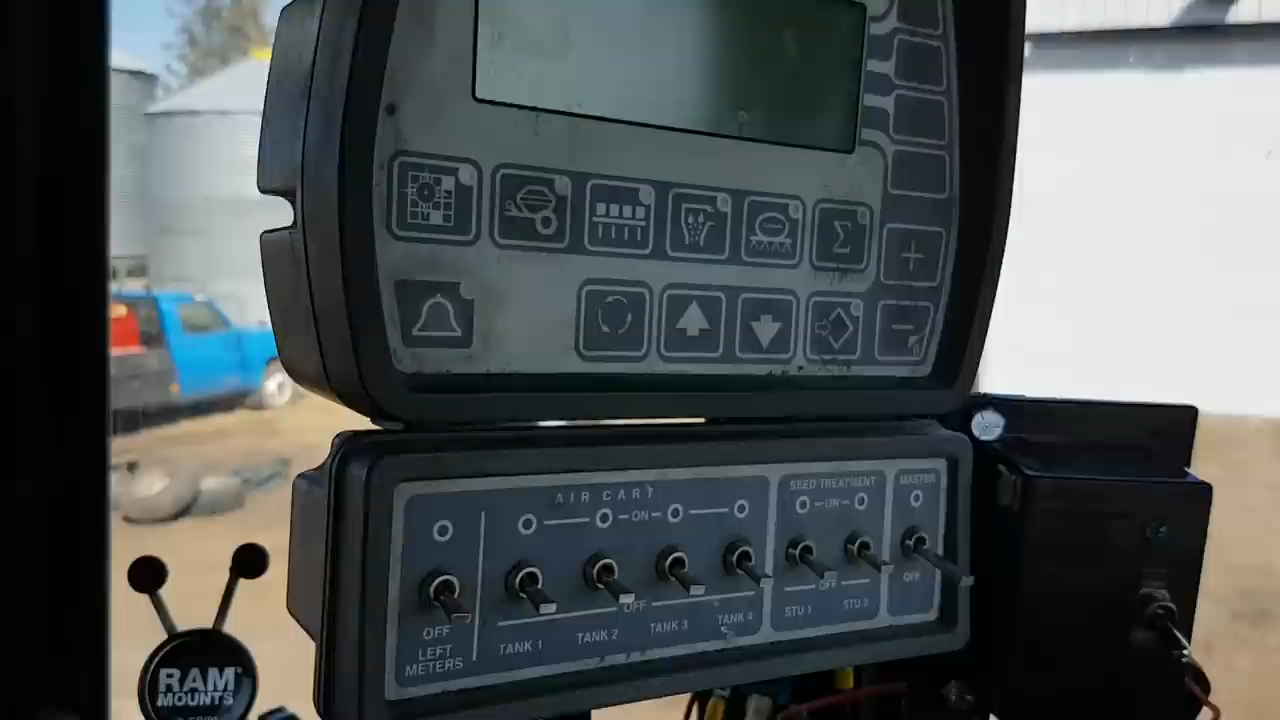 AIR CART
ON
SEED TREATMENT
ON
MASTER
OFF
LEFT
METERS
OFF
TANK 1
TANK 2
TANK 3
TANK 4
OFF
STU 1
STU 2
OFF
RAM
MOUNTS